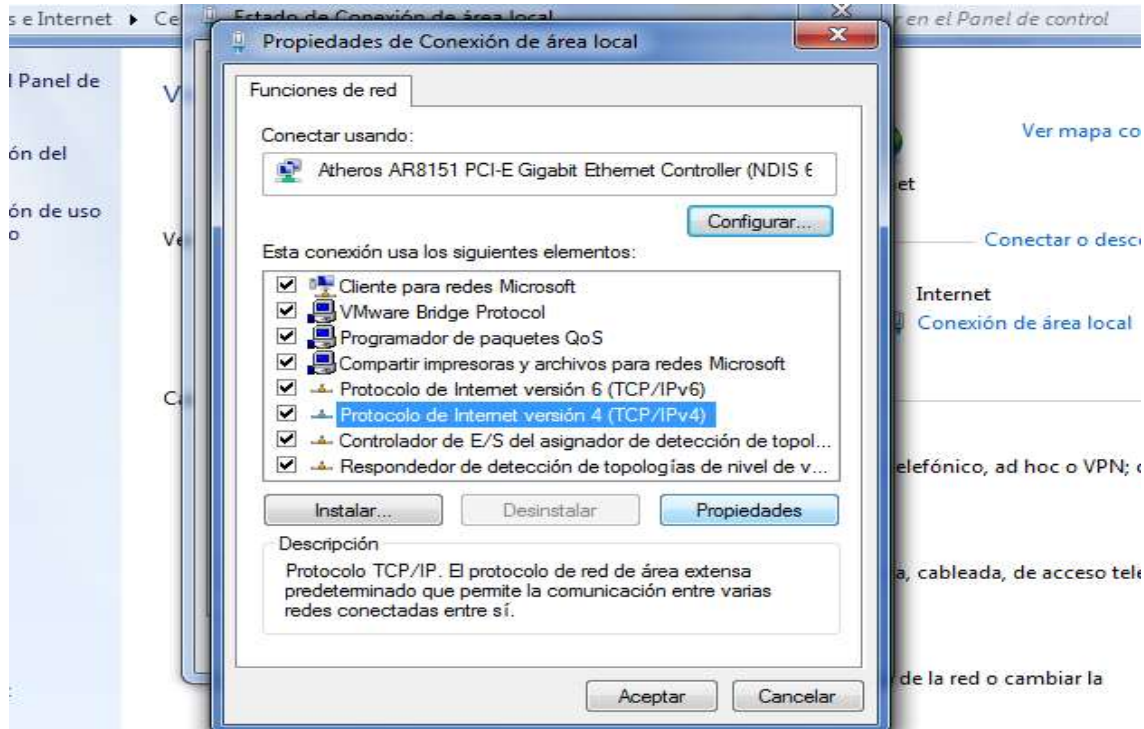 s e Internet ▸ Ce
Estado de Conexión de área local
r en el Panel de control
Propiedades de Conexión de área local
l Panel de
ón del
ón de uso
o
Funciones de red
Conectar usando:
Atheros AR8151 PCI-E Gigabit Ethernet Controller (NDIS 6
Configurar...
Esta conexión usa los siguientes elementos:
Cliente para redes Microsoft
VMware Bridge Protocol
Programador de paquetes QoS
Compartir impresoras y archivos para redes Microsoft
Protocolo de Internet versión 6 (TCP/IPv6)
Protocolo de Internet versión 4 (TCP/IPv4)
Controlador de E/S del asignador de detección de topol...
Respondedor de detección de topologías de nivel de v...
Instalar...
Desinstalar
Propiedades
Descripción
Protocolo TCP/IP. El protocolo de red de área extensa
predeterminado que permite la comunicación entre varias
redes conectadas entre sí.
Aceptar
Cancelar
V
Ve
Ca
Ver mapa co
et
Conectar o desc
Internet
Conexión de área local
elefónico, ad hoc o VPN;
a, cableada, de acceso tele
de la red o cambiar la